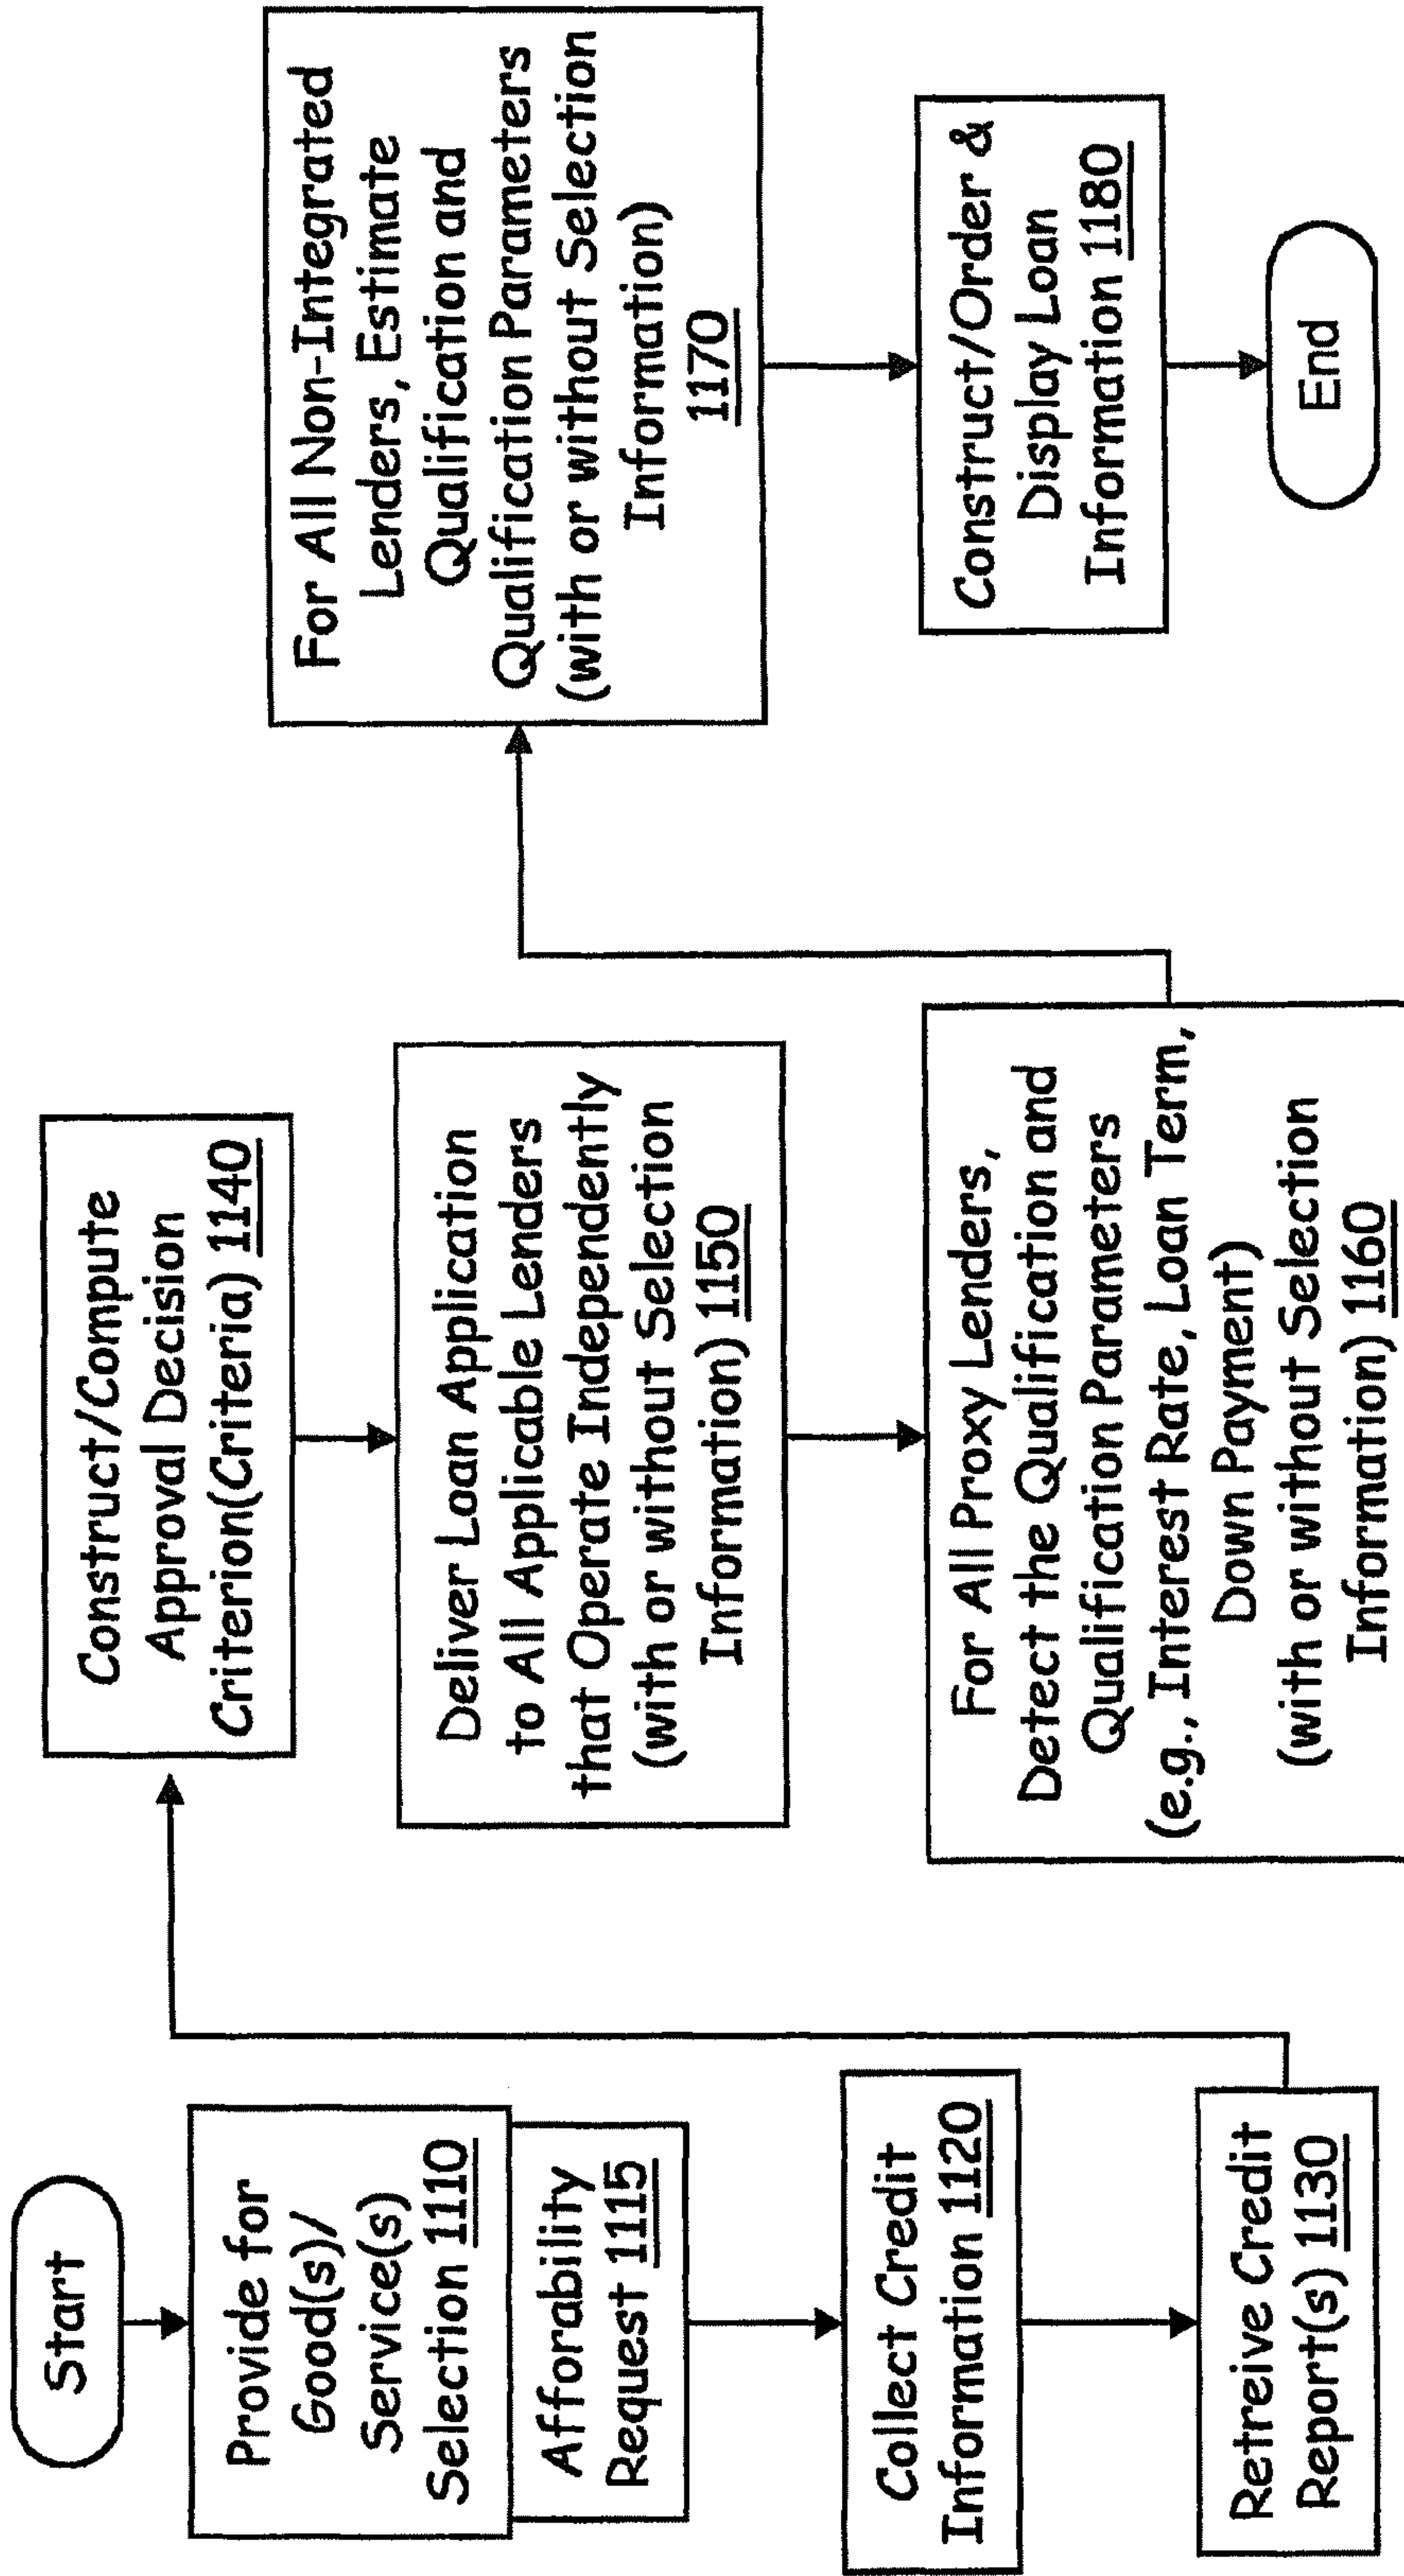 Start
Provide for
Good(s)/
Service(s)
Selection 1110
Afforability
Request 1115
Collect Credit
Information 1120
Retreive Credit
Report(s) 1130
Construct/Compute
Approval Decision
Criterion(Criteria) 1140
Deliver Loan Application
to All Applicable Lenders
that Operate Independently
(with or without Selection
Information) 1150
For All Proxy Lenders,
Detect the Qualification and
Qualification Parameters
(e.g., Interest Rate, Loan Term,
Down Payment)
(with or without Selection
Information) 1160
For All Non-Integrated
Lenders, Estimate
Qualification and
Qualification Parameters
(with or without Selection
Information)
1170
Construct/Order &
Display Loan
Information 1180
End